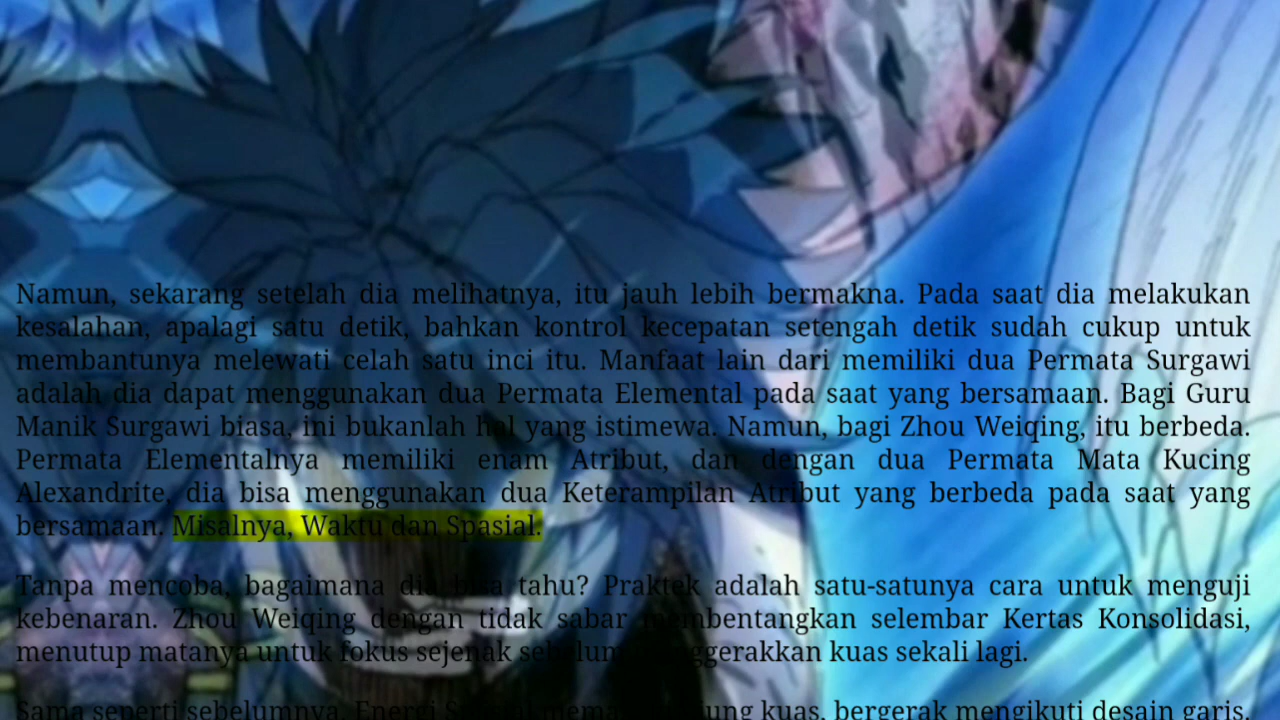 Namun, sekarang setelah dia melihatnya, itu jauh lebih bermakna. Pada saat dia melakukan
kesalahan, apalagi satu detik, bahkan kontrol kecepatan setengah detik sudah cukup untuk
membantunya melewati celah satu inci itu. Manfaat lain dari memiliki dua Permata Surgawi
adalah dia dapat menggunakan dua Permata Elemental pada saat yang bersamaan. Bagi Guru
Manik Surgawi biasa, ini bukanlah hal yang istimewa. Namun, bagi Zhou Weiqing, itu berbeda.
Permata Elementalnya memiliki enam Atribut, dan dengan dua Permata Mata Kucing
Alexandrite, dia bisa menggunakan dua Keterampilan Atribut yang berbeda pada saat yang
bersamaan. Misalnya, Waktu dan Spasial.
Tanpa mencoba, bagaimana dia bisa tahu? Praktek adalah satu-satunya cara untuk menguji
kebenaran. Zhou Weiqing dengan tidak sabar membentangkan selembar Kertas Konsolidasi,
menutup matanya untuk fokus sejenak sebelum menggerakkan kuas sekali lagi.
Sama seperti sebelumnya, Energi kuas, bergerak mengikuti desain garis,